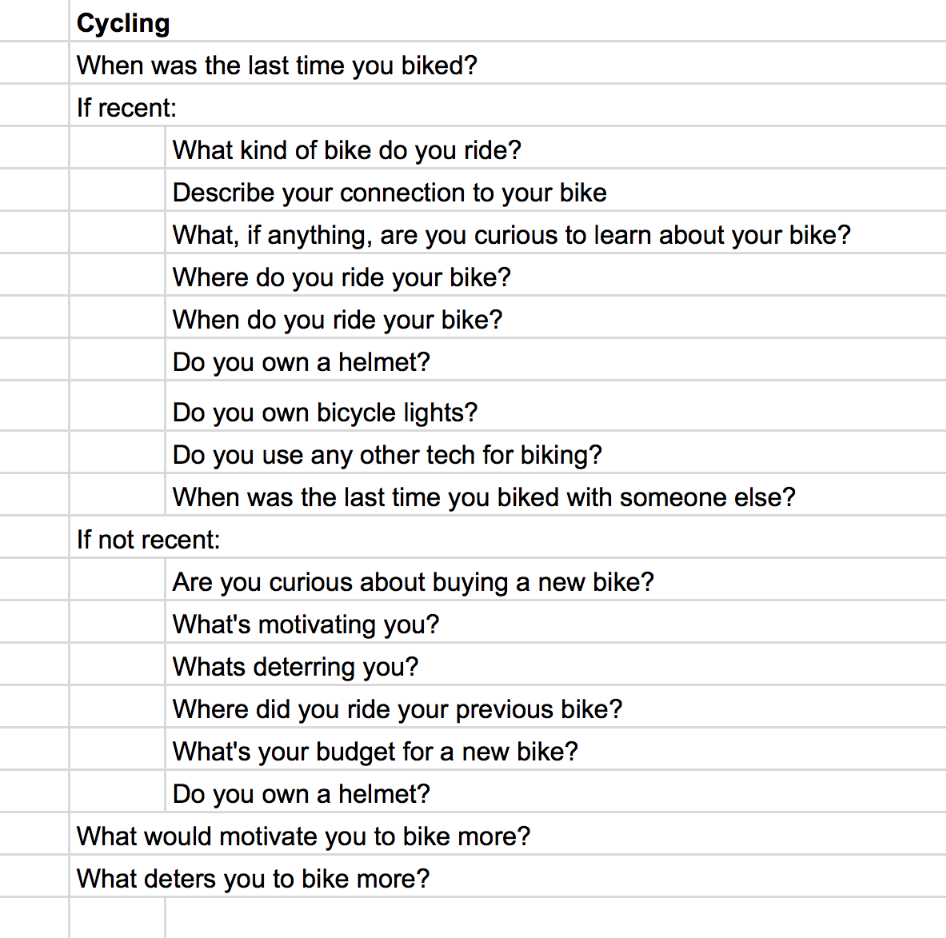 Cycling
When was the last time you biked?
If recent:
What kind of bike do you ride?
Describe your connection to your bike
What, if anything, are you curious to learn about your bike?
Where do you ride your bike?
When do you ride your bike?
Do you own a helmet?
Do you own bicycle lights?
Do you use any other tech for biking?
When was the last time you biked with someone else?
If not recent:
Are you curious about buying a new bike?
What's motivating you?
Whats deterring you?
Where did you ride your previous bike?
What's your budget for a new bike?
Do you own a helmet?
What would motivate you to bike more?
What deters you to bike more?